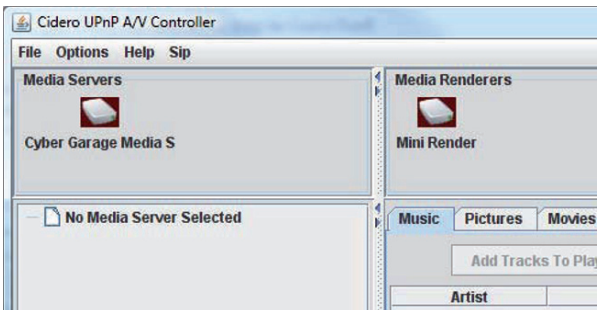 Cidero UPnP A/V Controller
File Options Help Sip
Media Servers
Cyber Garage Media S
Media Renderers
Mini Render
No Media Server Selected
Music Pictures Movies
Add Tracks To Play
Artist